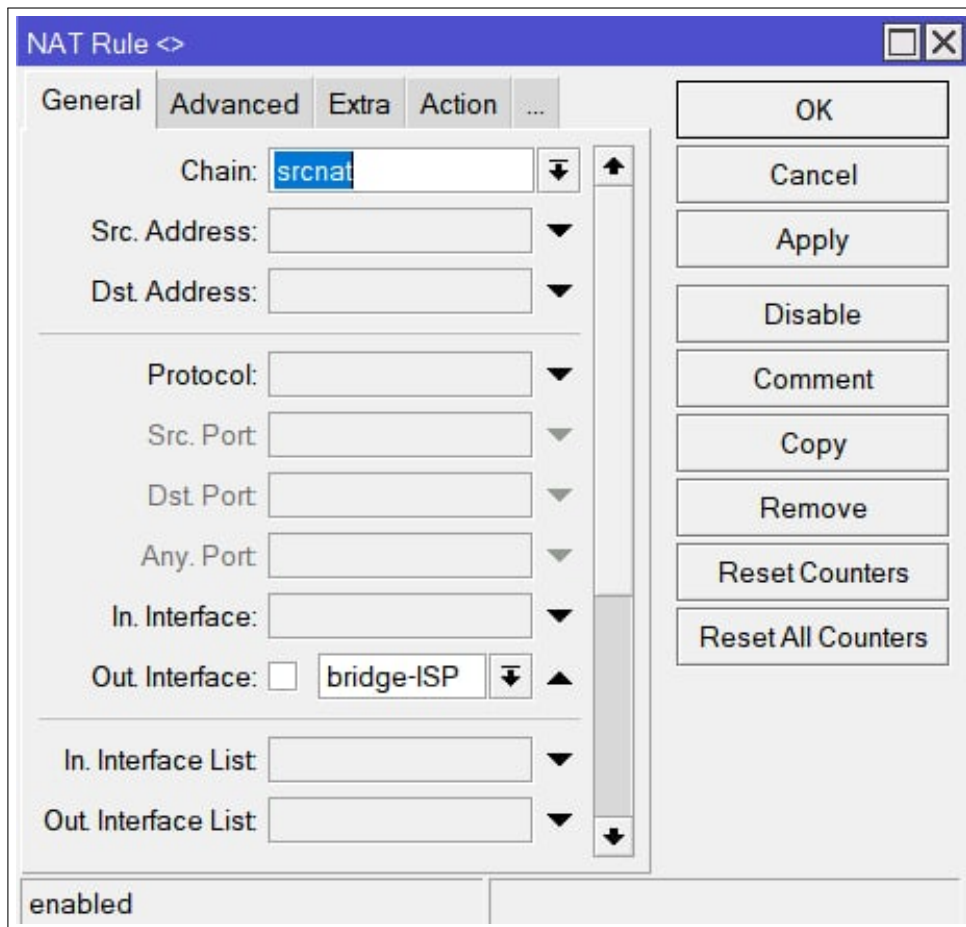 NAT Rule <>
General Advanced Extra Action ...
Chain: srcnat
Src. Address:
Dst. Address:
Protocol:
Src. Port:
Dst. Port:
Any. Port:
In. Interface:
Out. Interface: bridge-ISP
In. Interface List:
Out. Interface List:
OK
Cancel
Apply
Disable
Comment
Copy
Remove
Reset Counters
Reset All Counters
enabled